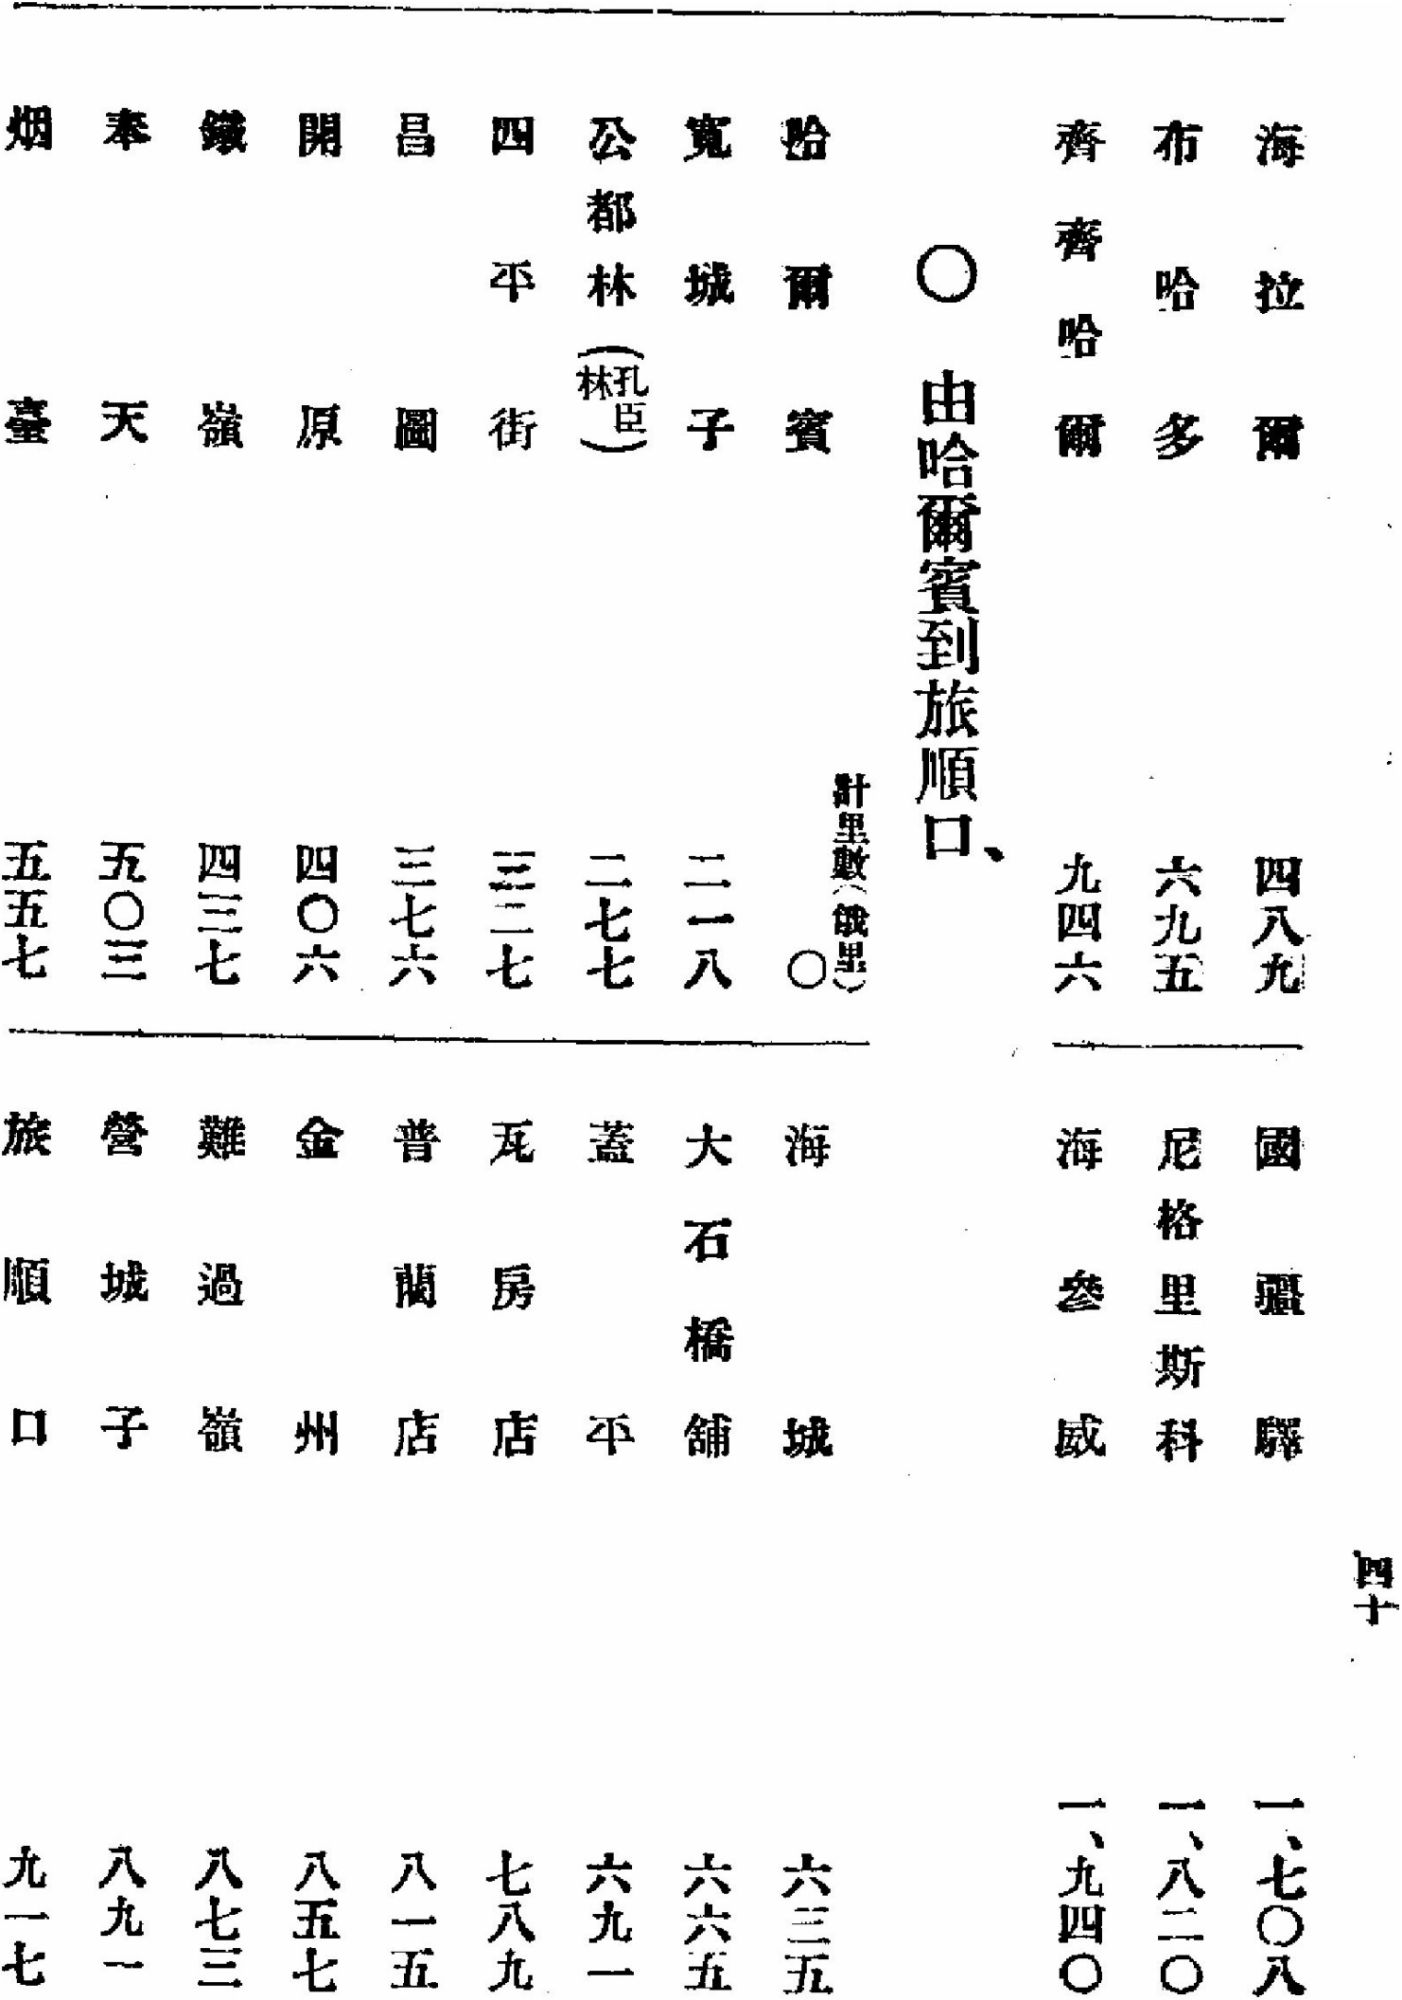 四十
海拉爾 四八九
布哈多 六九五
齊齊哈爾 九四六
國疆驛 一、七〇八
尼格里斯科 一、八二〇
海參威 一、九四〇
〇 由哈爾賓到旅順口、
計里數(俄里)
哈爾賓 〇
寬城子 二一八
公都林(孔臣林) 二七七
四平街 三二七
昌圖 三七六
開原 四〇六
鐵嶺 四三七
奉天 五〇三
烟臺 五五七
海城 六三五
大石橋舖 六六五
蓋平 六九一
瓦房店 七八九
普蘭店 八一五
金州 八五七
難過嶺 八七三
營城子 八九一
旅順口 九一七